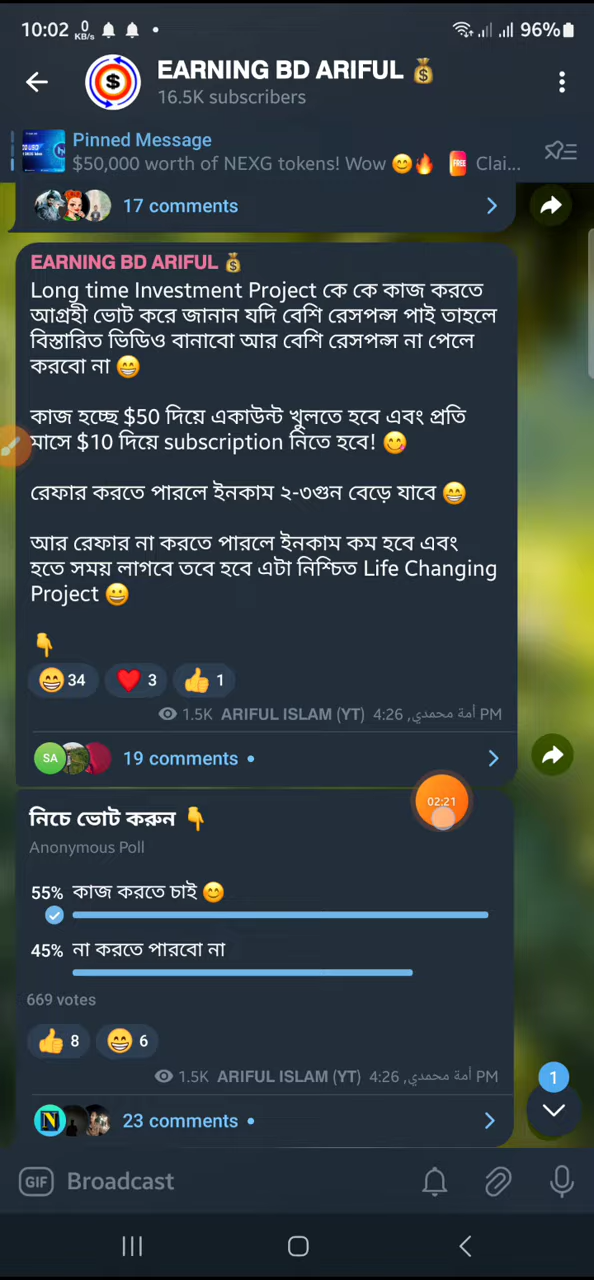 10:02 0 KB/s 96%
EARNING BD ARIFUL 💰
16.5K subscribers
Pinned Message
$50,000 worth of NEXG tokens! Wow 😊🔥 FREE Clai...
17 comments
EARNING BD ARIFUL 💰
Long time Investment Project কে কে কাজ করতে
আগ্রহী ভোট করে জানান যদি বেশি রেসপন্স পাই তাহলে
বিস্তারিত ভিডিও বানাবো আর বেশি রেসপন্স না পেলে
করবো না 😁
কাজ হচ্ছে $50 দিয়ে একাউন্ট খুলতে হবে এবং প্রতি
মাসে $10 দিয়ে subscription নিতে হবে! 😋
রেফার করতে পারলে ইনকাম ২-৩গুন বেড়ে যাবে 😁
আর রেফার না করতে পারলে ইনকাম কম হবে এবং
হতে সময় লাগবে তবে হবে এটা নিশ্চিত Life Changing
Project 😀
👇
😁 34 ❤️ 3 👍 1
1.5K ARIFUL ISLAM (YT) 4:26 ,أمة محمدي PM
SA 19 comments
02:21
নিচে ভোট করুন 👇
Anonymous Poll
55% কাজ করতে চাই 😊
45% না করতে পারবো না
669 votes
👍 8 😁 6
1.5K ARIFUL ISLAM (YT) 4:26 ,أمة محمدي PM
1
N 23 comments
GIF Broadcast